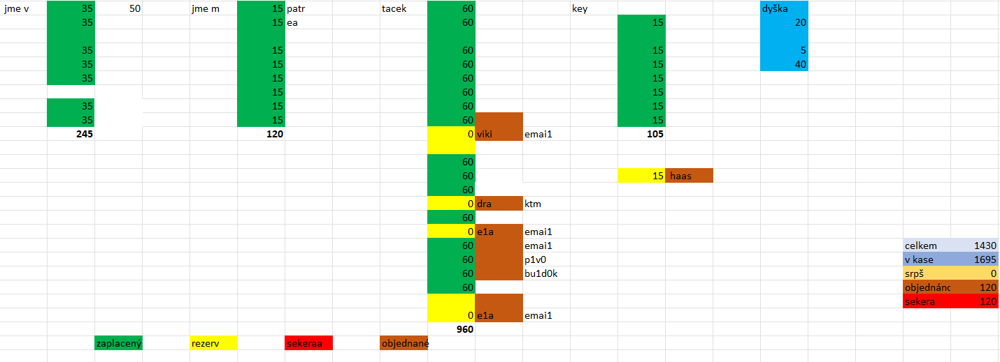 jme v 35 50 jme m 15 patr tacek 60 key dyška
35 15 ea 60 15 20
35 15 60 15 5
35 15 60 15 40
35 15 60 15
15 60 15
35 15 60 15
35 15 60 15
245 120 0 viki emai1 105
60
60 15 haas
60
0 dra ktm
60
0 e1a emai1
60 emai1 celkem 1430
60 p1v0 v kase 1695
60 bu1d0k srpš 0
60 objednánc 120
sekera 120
0 e1a emai1
960
zaplacený rezerv sekeraa objednané